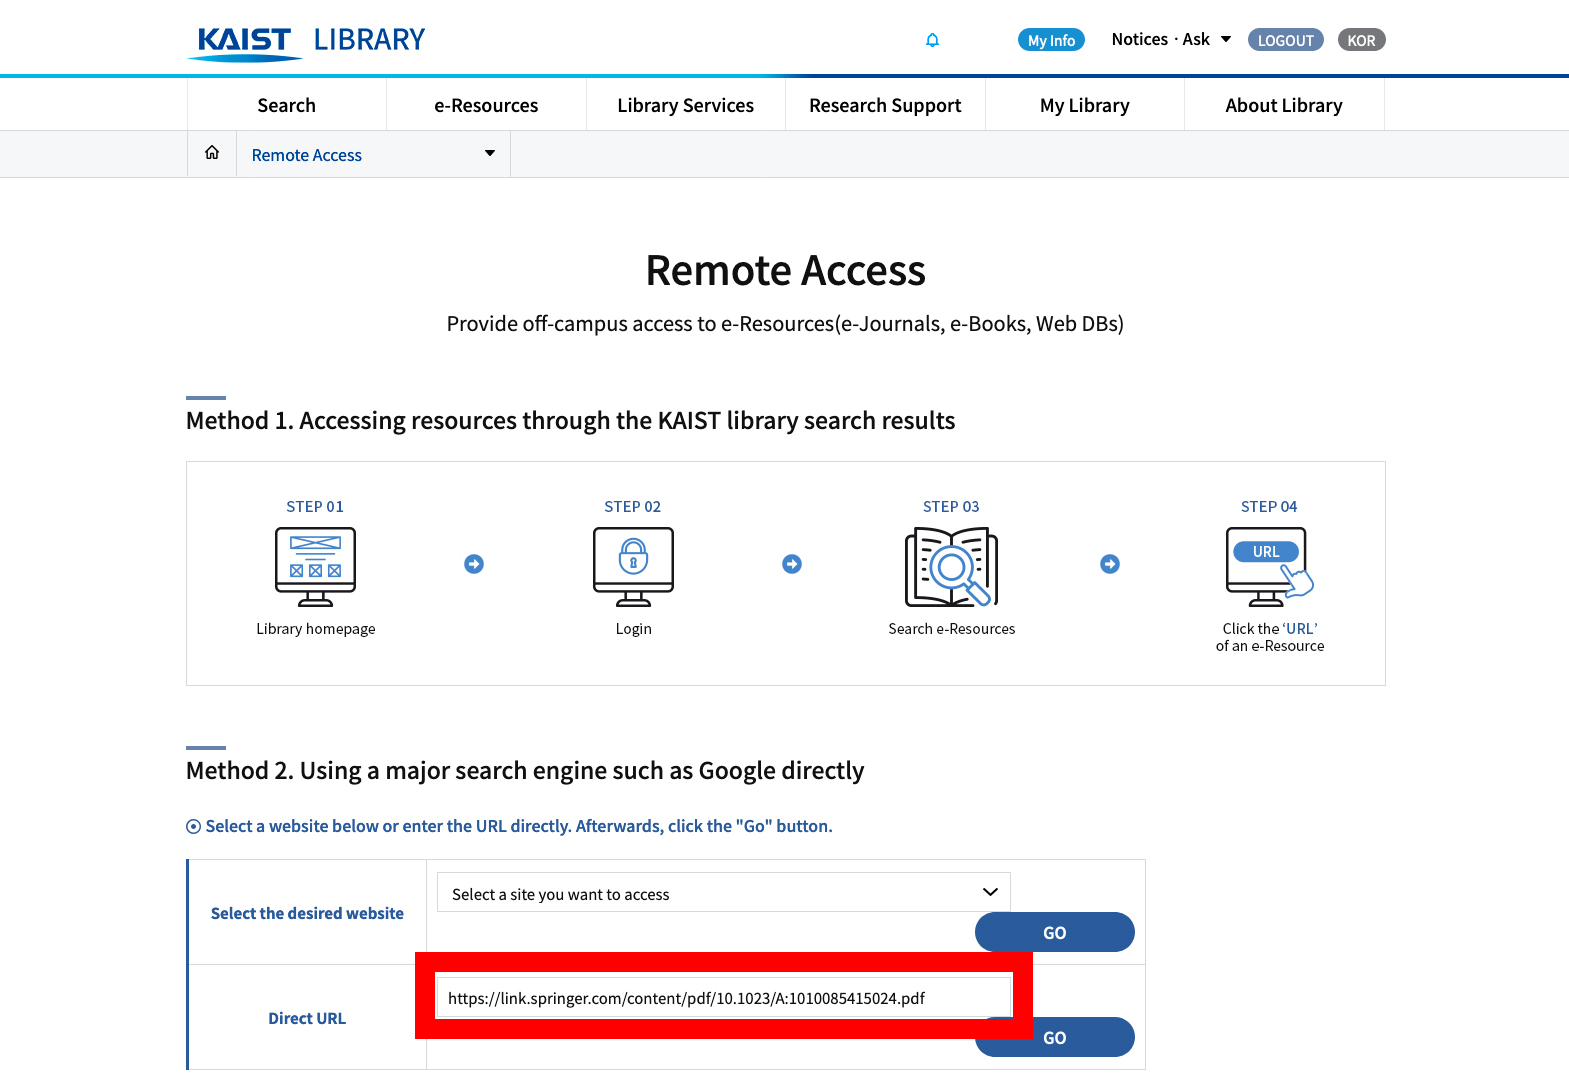 KAIST LIBRARY
My Info
Notices · Ask
LOGOUT
KOR
Search
e-Resources
Library Services
Research Support
My Library
About Library
Remote Access
Remote Access
Provide off-campus access to e-Resources(e-Journals, e-Books, Web DBs)
Method 1. Accessing resources through the KAIST library search results
STEP 01
Library homepage
STEP 02
Login
STEP 03
Search e-Resources
STEP 04
URL
Click the ‘URL’
of an e-Resource
Method 2. Using a major search engine such as Google directly
Select a website below or enter the URL directly. Afterwards, click the "Go" button.
Select the desired website
Select a site you want to access
GO
Direct URL
https://link.springer.com/content/pdf/10.1023/A:1010085415024.pdf
GO